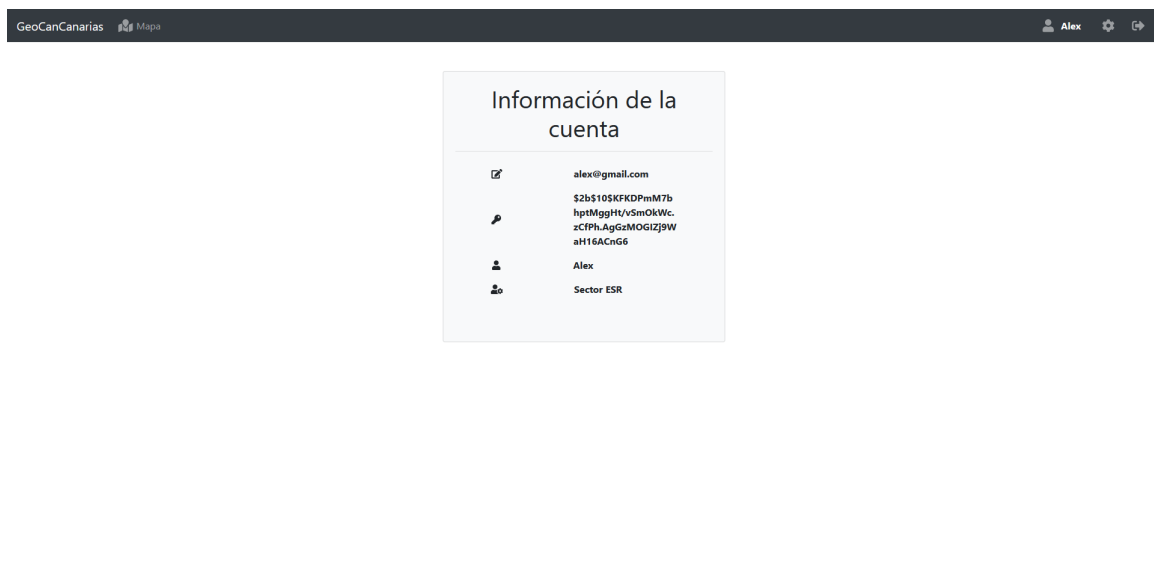 GeoCanCanarias Mapa Alex
Información de la
cuenta
alex@gmail.com
$2b$10$KFKDPmM7b
hptMggHt/vSmOkWc.
zCfPh.AgGzMOGIZj9W
aH16ACnG6
Alex
Sector ESR